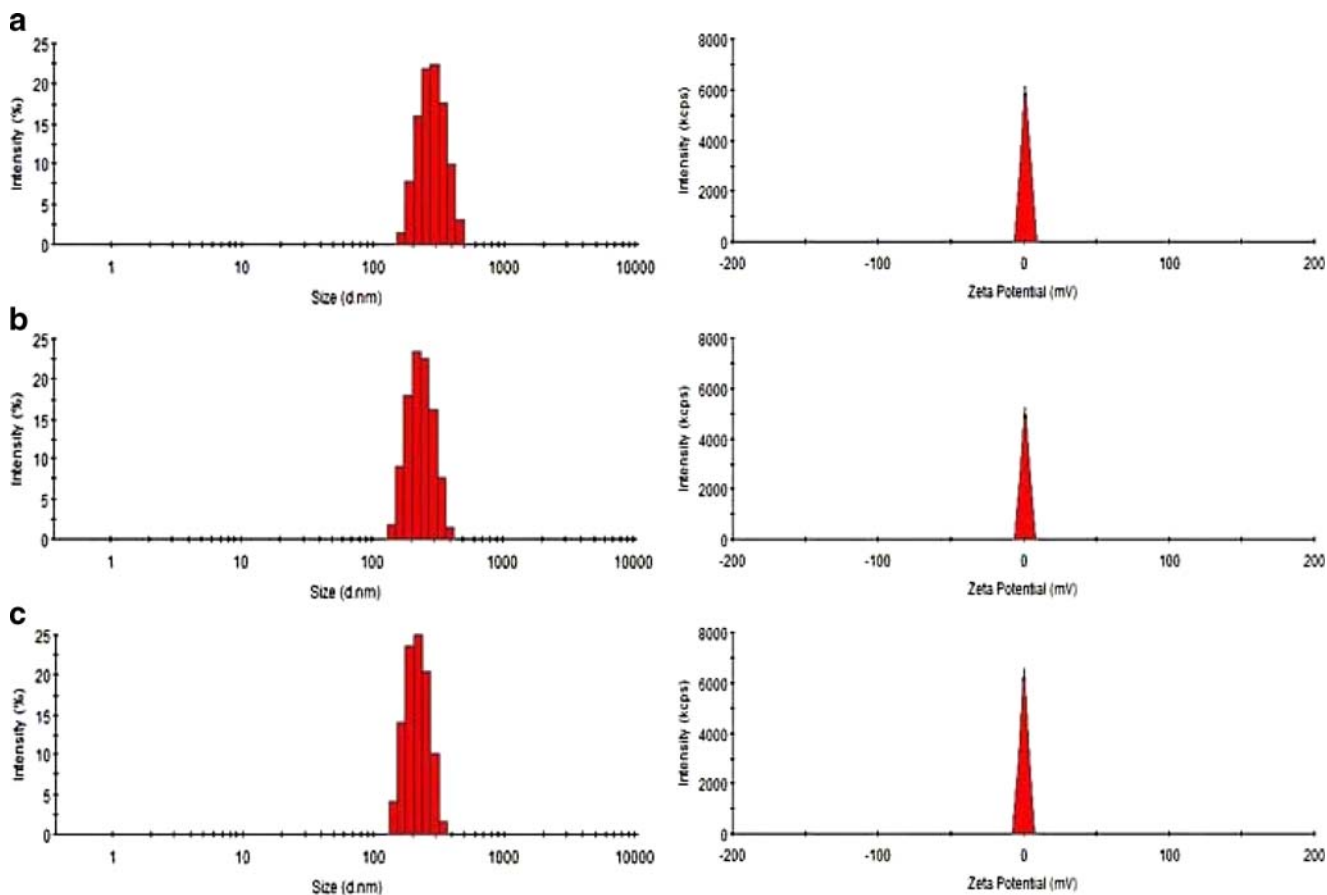 a
Intensity (%)
25
20
15
10
5
0
1 10 100 1000 10000
Size (d.nm)
Intensity (kcps)
8000
6000
4000
2000
0
-200 -100 0 100 200
Zeta Potential (mV)
b
Intensity (%)
25
20
15
10
5
0
1 10 100 1000 10000
Size (d.nm)
Intensity (kcps)
8000
6000
4000
2000
0
-200 -100 0 100 200
Zeta Potential (mV)
c
Intensity (%)
25
20
15
10
5
0
1 10 100 1000 10000
Size (d.nm)
Intensity (kcps)
8000
6000
4000
2000
0
-200 -100 0 100 200
Zeta Potential (mV)